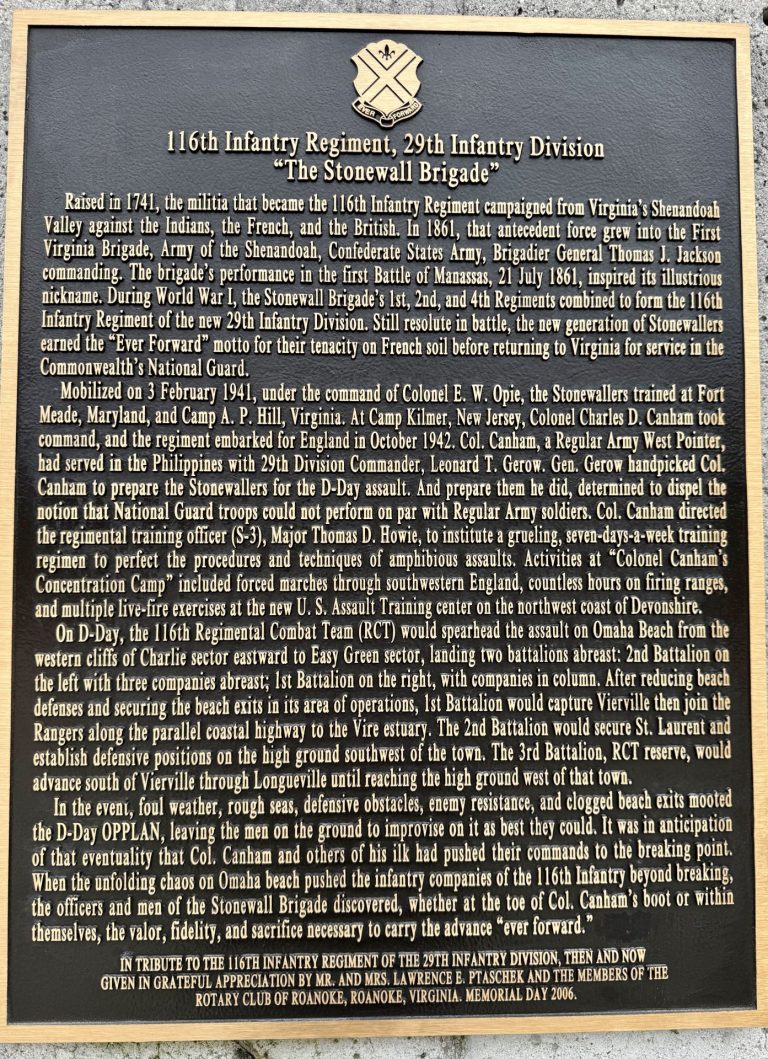 EVER FORWARD
116th Infantry Regiment, 29th Infantry Division
“The Stonewall Brigade”
Raised in 1741, the militia that became the 116th Infantry Regiment campaigned from Virginia’s Shenandoah
Valley against the Indians, the French, and the British. In 1861, that antecedent force grew into the First
Virginia Brigade, Army of the Shenandoah, Confederate States Army, Brigadier General Thomas J. Jackson
commanding. The brigade’s performance in the first Battle of Manassas, 21 July 1861, inspired its illustrious
nickname. During World War I, the Stonewall Brigade’s 1st, 2nd, and 4th Regiments combined to form the 116th
Infantry Regiment of the new 29th Infantry Division. Still resolute in battle, the new generation of Stonewallers
earned the “Ever Forward” motto for their tenacity on French soil before returning to Virginia for service in the
Commonwealth’s National Guard.
Mobilized on 3 February 1941, under the command of Colonel E. W. Opie, the Stonewallers trained at Fort
Meade, Maryland, and Camp A. P. Hill, Virginia. At Camp Kilmer, New Jersey, Colonel Charles D. Canham took
command, and the regiment embarked for England in October 1942. Col. Canham, a Regular Army West Pointer,
had served in the Philippines with 29th Division Commander, Leonard T. Gerow. Gen. Gerow handpicked Col.
Canham to prepare the Stonewallers for the D-Day assault. And prepare them he did, determined to dispel the
notion that National Guard troops could not perform on par with Regular Army soldiers. Col. Canham directed
the regimental training officer (S-3), Major Thomas D. Howie, to institute a grueling, seven-days-a-week training
regimen to perfect the procedures and techniques of amphibious assaults. Activities at “Colonel Canham’s
Concentration Camp” included forced marches through southwestern England, countless hours on firing ranges,
and multiple live-fire exercises at the new U. S. Assault Training center on the northwest coast of Devonshire.
On D-Day, the 116th Regimental Combat Team (RCT) would spearhead the assault on Omaha Beach from the
western cliffs of Charlie sector eastward to Easy Green sector, landing two battalions abreast: 2nd Battalion on
the left with three companies abreast; 1st Battalion on the right, with companies in column. After reducing beach
defenses and securing the beach exits in its area of operations, 1st Battalion would capture Vierville then join the
Rangers along the parallel coastal highway to the Vire estuary. The 2nd Battalion would secure St. Laurent and
establish defensive positions on the high ground southwest of the town. The 3rd Battalion, RCT reserve, would
advance south of Vierville through Longueville until reaching the high ground west of that town.
In the event, foul weather, rough seas, defensive obstacles, enemy resistance, and clogged beach exits mooted
the D-Day OPPLAN, leaving the men on the ground to improvise on it as best they could. It was in anticipation
of that eventuality that Col. Canham and others of his ilk had pushed their commands to the breaking point.
When the unfolding chaos on Omaha beach pushed the infantry companies of the 116th Infantry beyond breaking,
the officers and men of the Stonewall Brigade discovered, whether at the toe of Col. Canham’s boot or within
themselves, the valor, fidelity, and sacrifice necessary to carry the advance “ever forward.”
IN TRIBUTE TO THE 116TH INFANTRY REGIMENT OF THE 29TH INFANTRY DIVISION, THEN AND NOW
GIVEN IN GRATEFUL APPRECIATION BY MR. AND MRS. LAWRENCE E. PTASCHEK AND THE MEMBERS OF THE
ROTARY CLUB OF ROANOKE, ROANOKE, VIRGINIA. MEMORIAL DAY 2006.